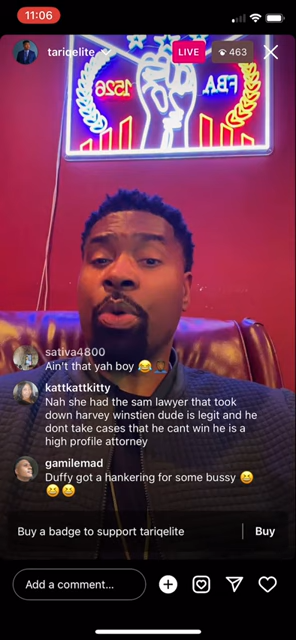 11:06
tariqelite
LIVE
463
1526
FBA
sativa4800
Ain't that yah boy 😂
kattkattkitty
Nah she had the sam lawyer that took
down harvey winstien dude is legit and he
dont take cases that he cant win he is a
high profile attorney
gamilemad
Duffy got a hankering for some bussy 😆
😆 😆
Buy a badge to support tariqelite
Buy
Add a comment...